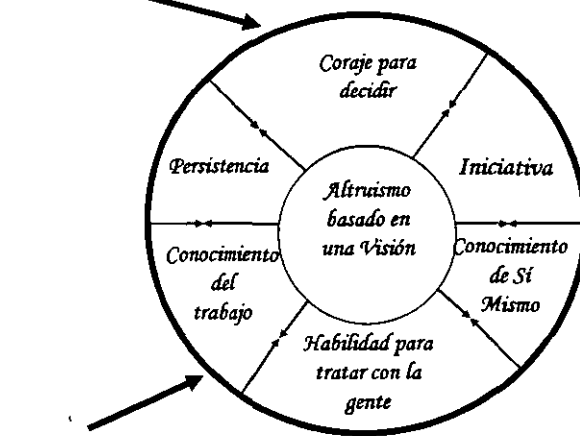 Coraje para
decidir
Persistencia
Iniciativa
Altruismo
basado en
una Visión
Conocimiento
del
trabajo
Conocimiento
de Sí
Mismo
Habilidad para
tratar con la
gente